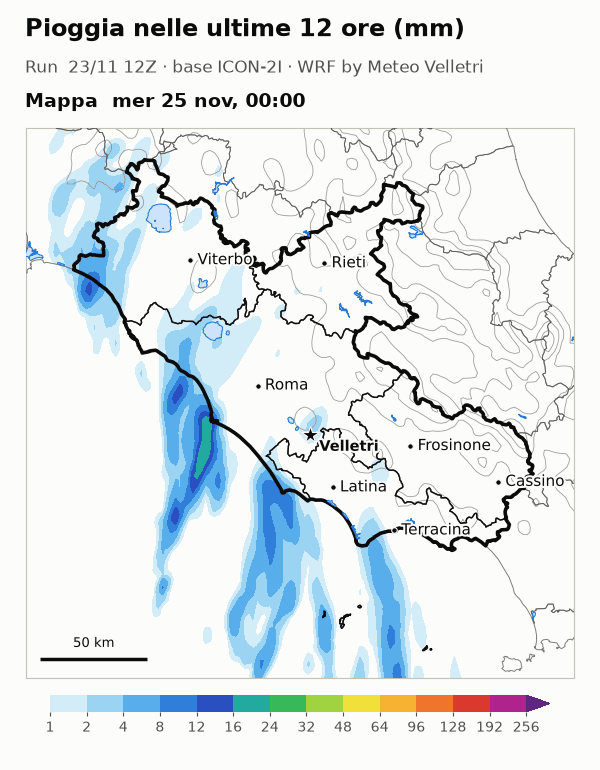 Pioggia nelle ultime 12 ore (mm)
Run 23/11 12Z · base ICON-2I · WRF by Meteo Velletri
Mappa mer 25 nov, 00:00
Viterbo
Rieti
Roma
Velletri
Frosinone
Latina
Cassino
Terracina
50 km
1 2 4 8 12 16 24 32 48 64 96 128 192 256